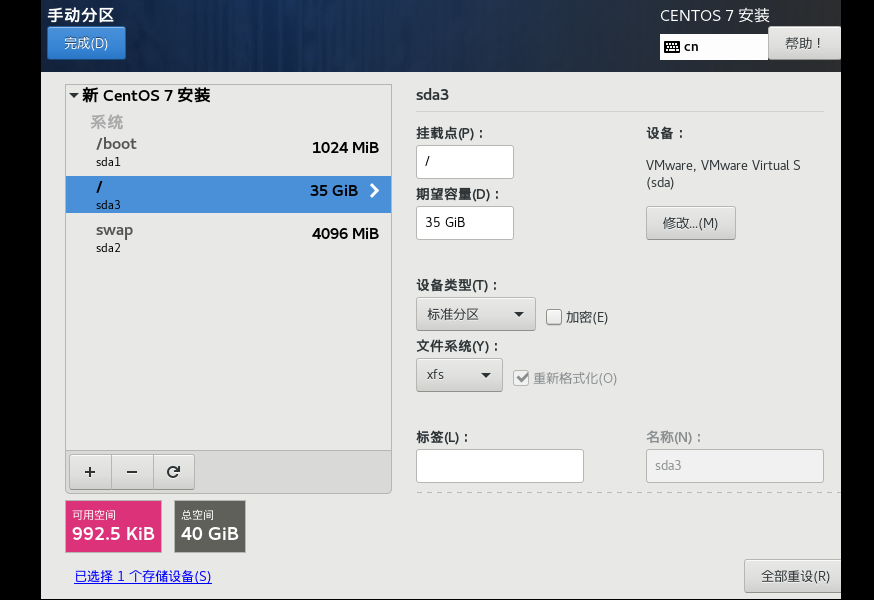 手动分区
CENTOS 7 安装
完成(D)
cn
帮助！
新 CentOS 7 安装
系统
/boot
1024 MiB
sda1
/
35 GiB
sda3
swap
4096 MiB
sda2
+ −
可用空间
992.5 KiB
总空间
40 GiB
已选择 1 个存储设备(S)
sda3
挂载点(P)：
/
设备：
VMware, VMware Virtual S
(sda)
期望容量(D)：
35 GiB
修改...(M)
设备类型(T)：
标准分区
加密(E)
文件系统(Y)：
xfs
重新格式化(O)
标签(L)：
名称(N)：
sda3
全部重设(R)